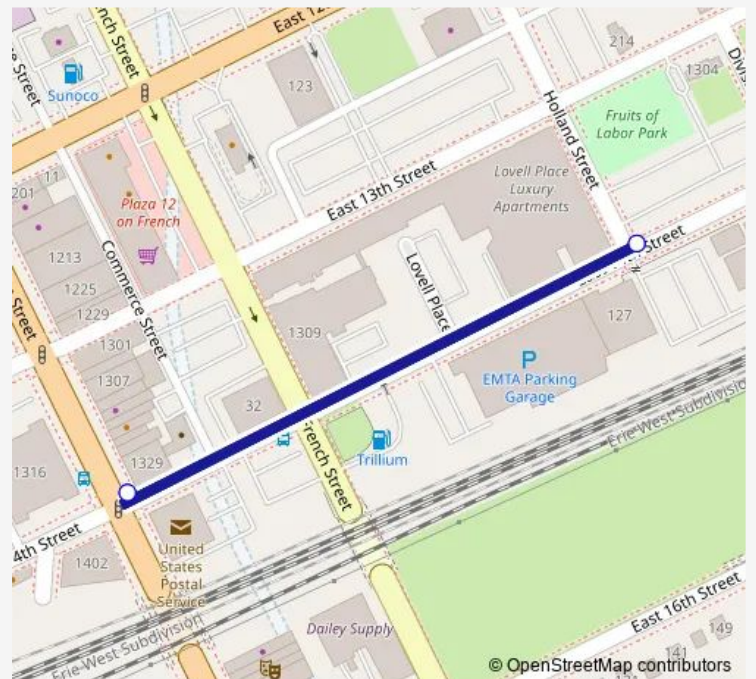 East 12
French Street
214
1304
Divis
Street
Sunoco
123
Holland Street
Fruits of
Labor Park
Lovell Place
Luxury
Apartments
East 13th Street
11
201
Plaza 12
on French
1213
1225
1229
Commerce Street
Lovell Place
Street
127
Street
1301
1307
1309
P
EMTA Parking
Garage
Erie West Subdivision
32
Trillium
French Street
1329
1316
4th Street
United
States
Postal
Service
1402
Dailey Supply
East 16th Street
149
141
Erie West Subdivision
© OpenStreetMap contributors